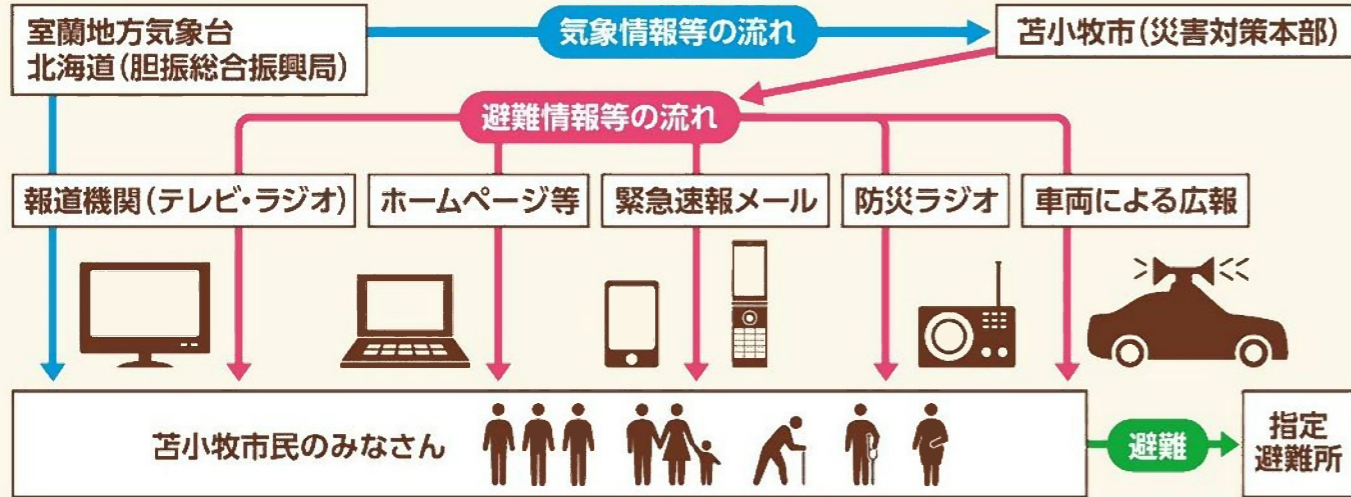 室蘭地方気象台
北海道(胆振総合振興局)
気象情報等の流れ
苫小牧市(災害対策本部)
避難情報等の流れ
報道機関(テレビ・ラジオ)
ホームページ等
緊急速報メール
防災ラジオ
車両による広報
苫小牧市民のみなさん
避難
指定
避難所